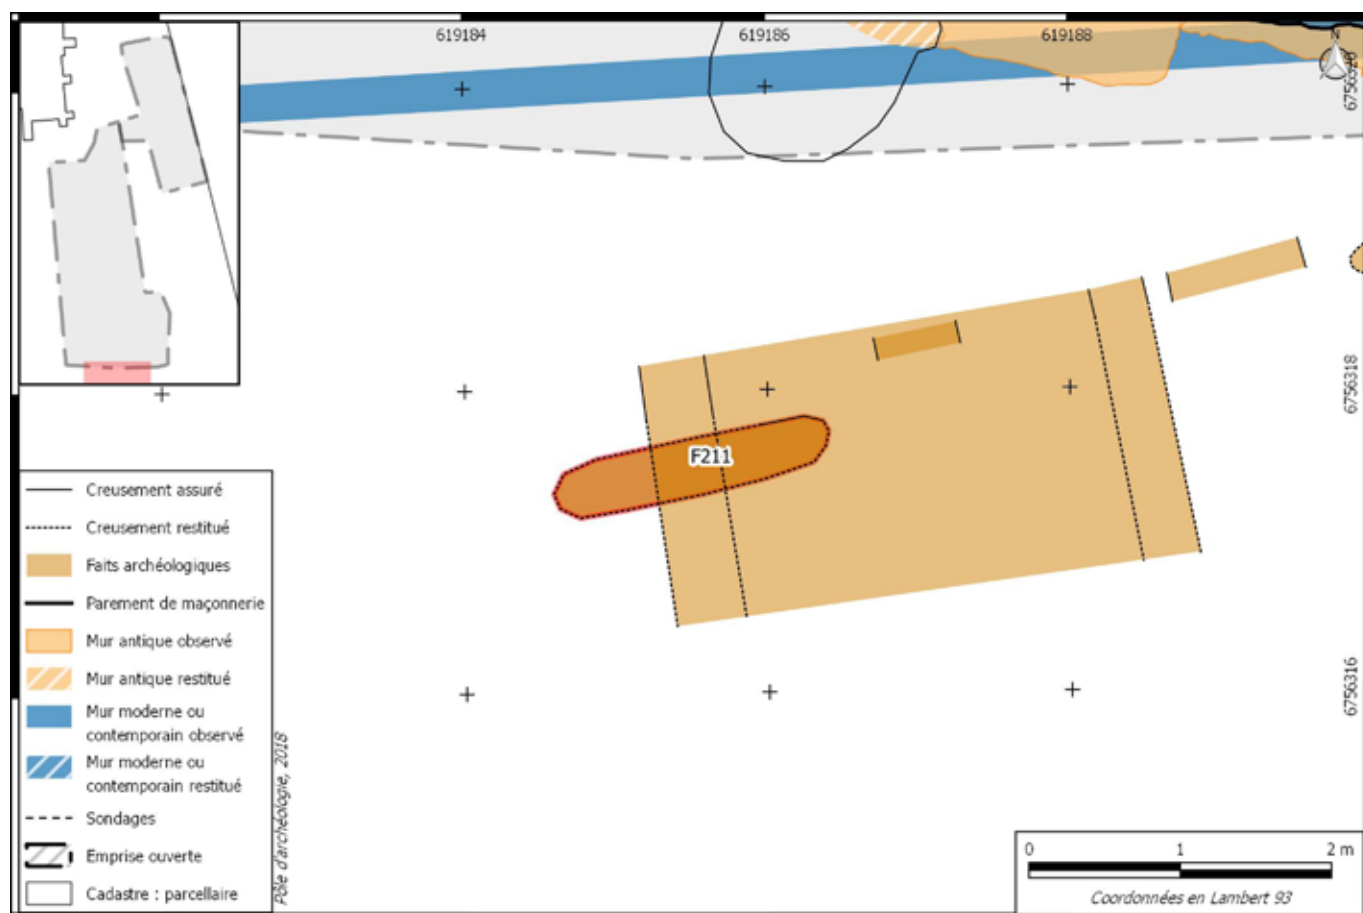 619184
619186
619188
N
6756320
6756318
6756316
F211
Creusement assuré
Creusement restitué
Faits archéologiques
Parement de maçonnerie
Mur antique observé
Mur antique restitué
Mur moderne ou
contemporain observé
Mur moderne ou
contemporain restitué
Sondages
Emprise ouverte
Cadastre : parcellaire
Pôle d'archéologie, 2018
0 1 2 m
Coordonnées en Lambert 93